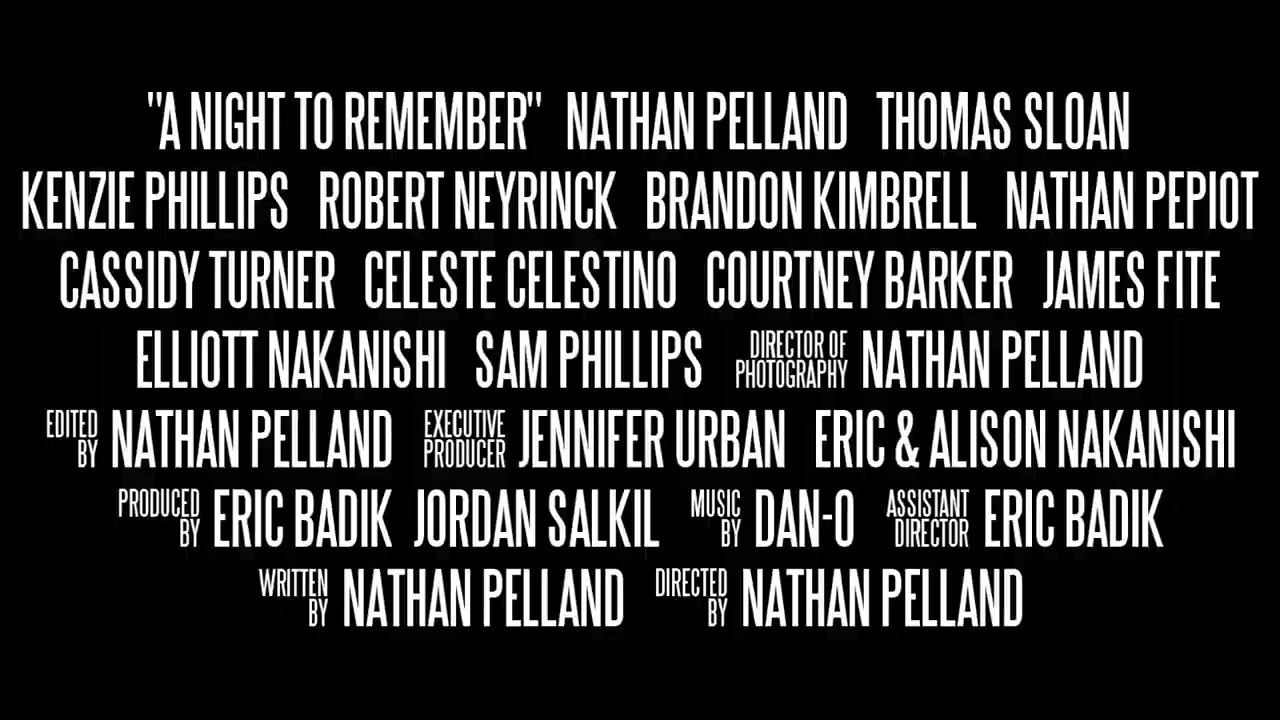 "A NIGHT TO REMEMBER" NATHAN PELLAND THOMAS SLOAN
KENZIE PHILLIPS ROBERT NEYRINCK BRANDON KIMBRELL NATHAN PEPIOT
CASSIDY TURNER CELESTE CELESTINO COURTNEY BARKER JAMES FITE
ELLIOTT NAKANISHI SAM PHILLIPS DIRECTOR OF PHOTOGRAPHY NATHAN PELLAND
EDITED BY NATHAN PELLAND EXECUTIVE PRODUCER JENNIFER URBAN ERIC & ALISON NAKANISHI
PRODUCED BY ERIC BADIK JORDAN SALKIL MUSIC BY DAN-O ASSISTANT DIRECTOR ERIC BADIK
WRITTEN BY NATHAN PELLAND DIRECTED BY NATHAN PELLAND